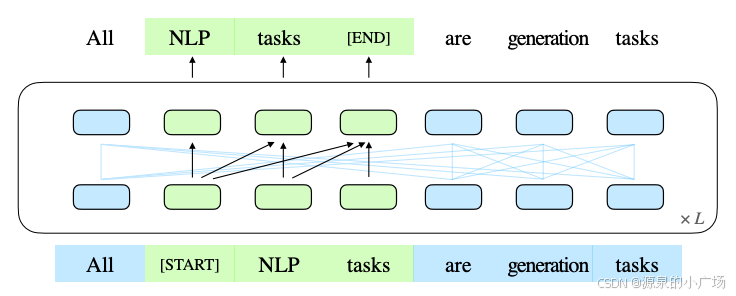 All NLP tasks [END] are generation tasks
× L
All [START] NLP tasks are generation tasks
CSDN @源泉的小广场